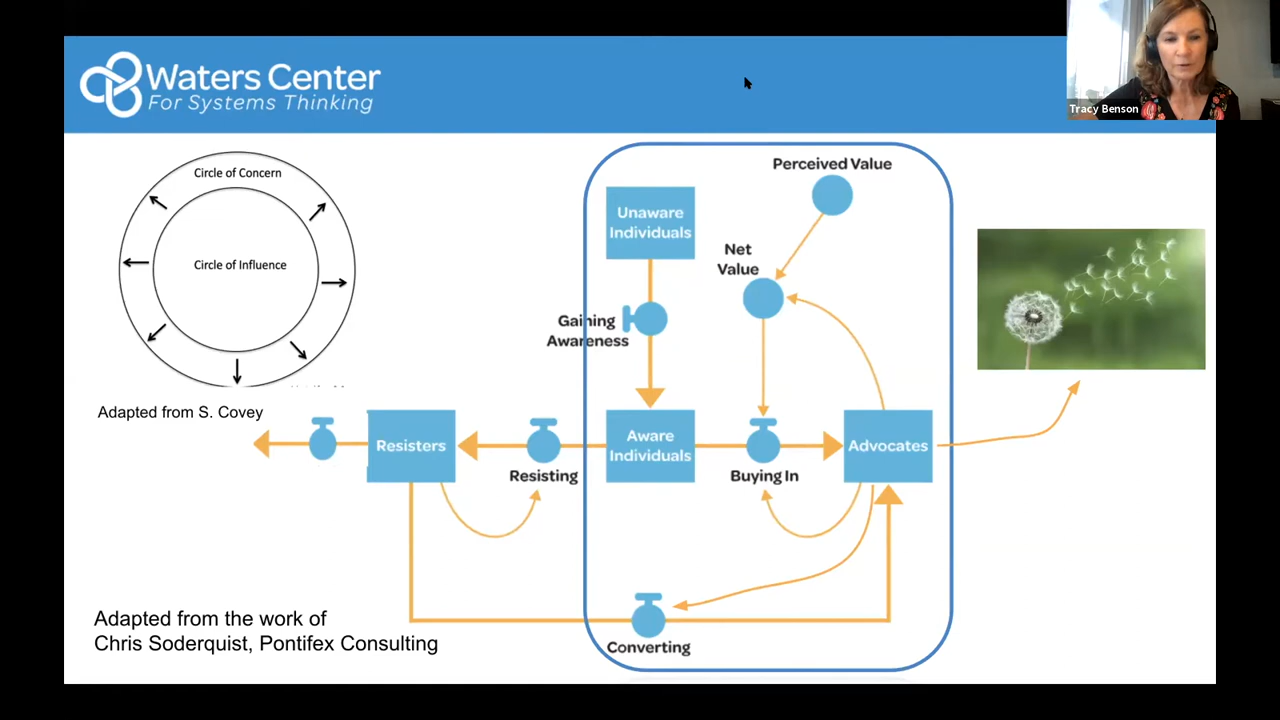 Waters Center
For Systems Thinking
Tracy Benson
Circle of Concern
Circle of Influence
Adapted from S. Covey
Perceived Value
Unaware
Individuals
Net
Value
Gaining
Awareness
Resisters
Resisting
Aware
Individuals
Buying In
Advocates
Converting
Adapted from the work of
Chris Soderquist, Pontifex Consulting